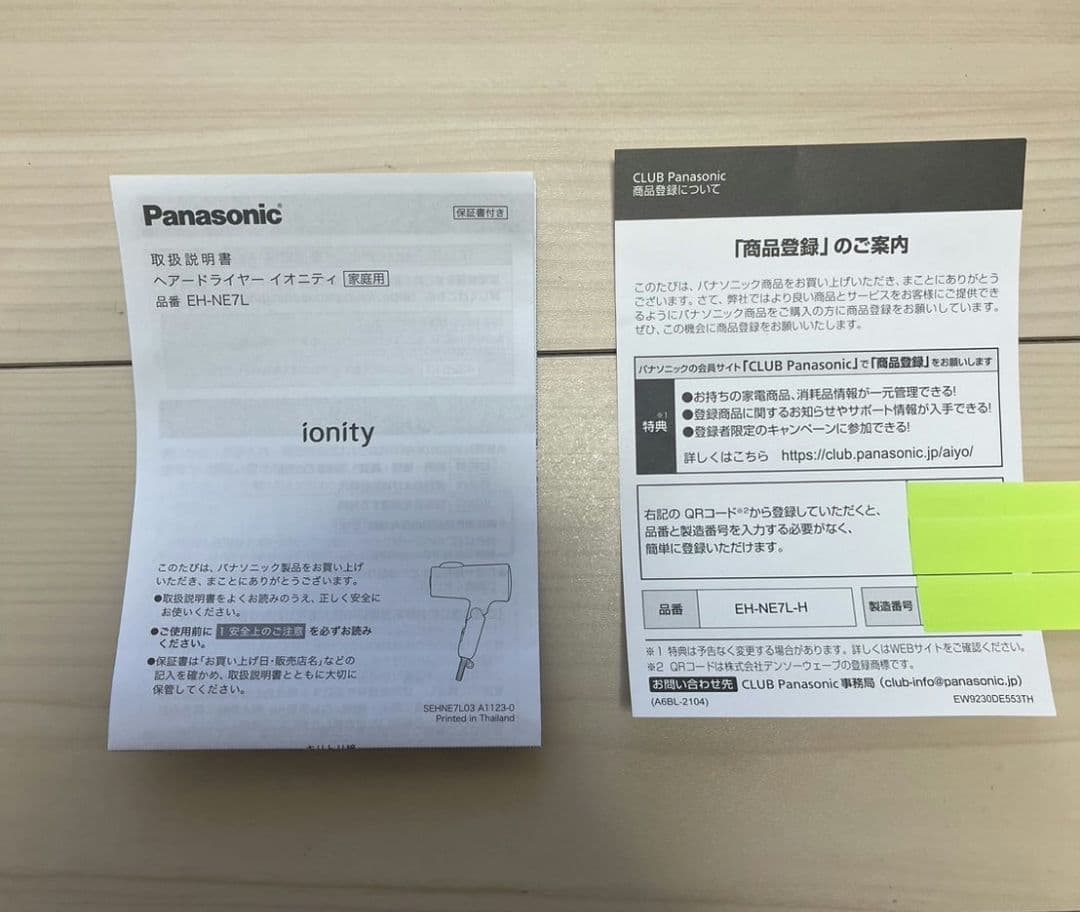 Panasonic®
保証書付き
取扱説明書
ヘアードライヤー イオニティ 家庭用
品番 EH-NE7L
ionity
このたびは、パナソニック製品をお買い上げ
いただき、まことにありがとうございます。
●取扱説明書をよくお読みのうえ、正しく安全に
お使いください。
●ご使用前に 1 安全上のご注意 を必ずお読み
ください。
●保証書は「お買い上げ日・販売店名」などの
記入を確かめ、取扱説明書とともに大切に
保管してください。
SEHNE7L03 A1123-0
Printed in Thailand
キリトリ線
CLUB Panasonic
商品登録について
「商品登録」のご案内
このたびは、パナソニック商品をお買い上げいただき、まことにありがとう
ございます。さて、弊社ではより良い商品とサービスをお客様にご提供でき
るようにパナソニック商品をご購入の方に商品登録をお願いしています。
ぜひ、この機会に商品登録をお願いいたします。
パナソニックの会員サイト「CLUB Panasonic」で「商品登録」をお願いします
※1
特典
●お持ちの家電商品、消耗品情報が一元管理できる!
●登録商品に関するお知らせやサポート情報が入手できる!
●登録者限定のキャンペーンに参加できる!
詳しくはこちら https://club.panasonic.jp/aiyo/
右記の QRコード※2から登録していただくと、
品番と製造番号を入力する必要がなく、
簡単に登録いただけます。
品番 EH-NE7L-H 製造番号
※1 特典は予告なく変更する場合があります。詳しくはWEBサイトをご確認ください。
※2 QRコードは株式会社デンソーウェーブの登録商標です。
お問い合わせ先 CLUB Panasonic 事務局 (club-info@panasonic.jp)
(A6BL-2104) EW9230DE553TH